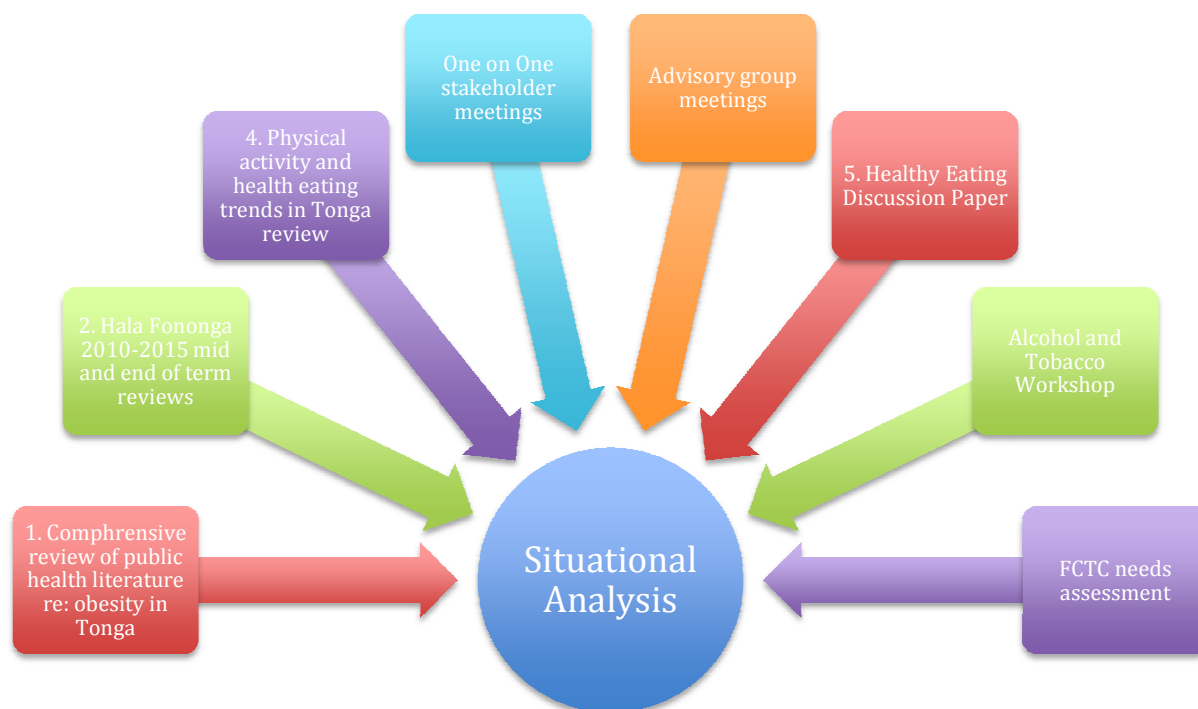 One on One
stakeholder
meetings
Advisory group
meetings
4. Physical
activity and
health eating
trends in Tonga
review
5. Healthy Eating
Discussion Paper
2. Hala Fononga
2010-2015 mid
and end of term
reviews
Alcohol and
Tobacco
Workshop
1. Comphrensive
review of public
health literature
re: obesity in
Tonga
Situational
Analysis
FCTC needs
assessment